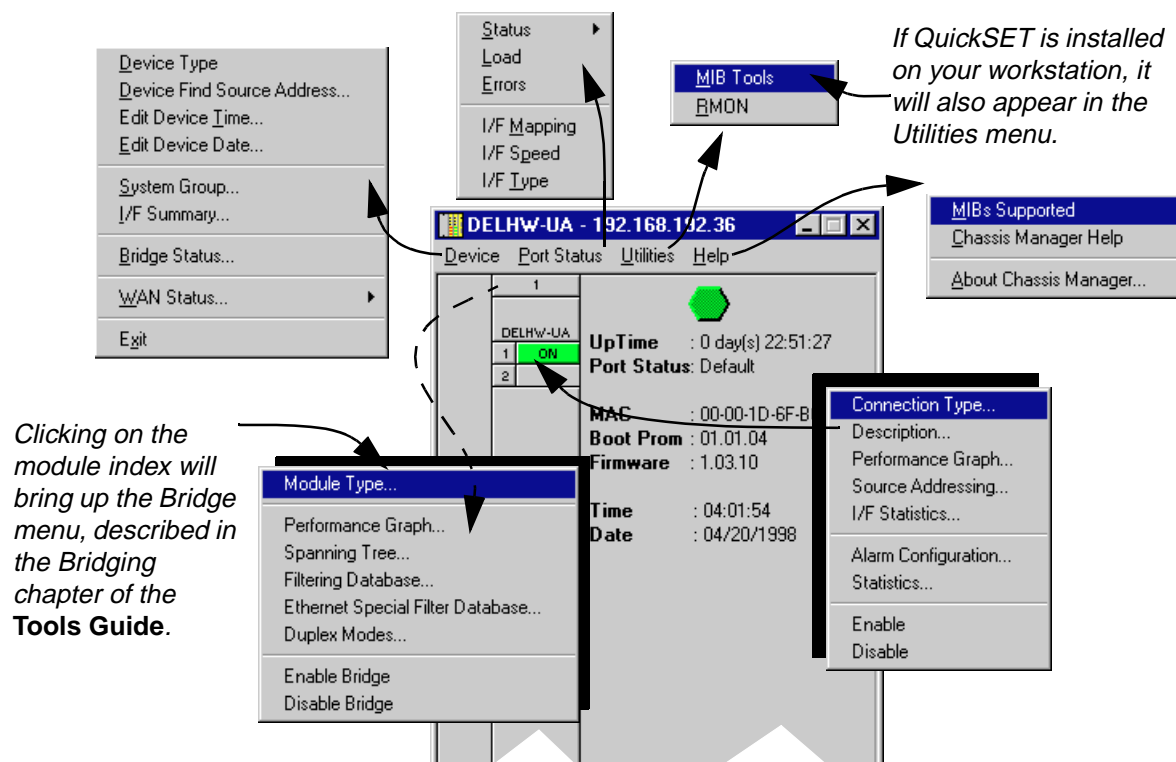 Device Type
Device Find Source Address...
Edit Device Time...
Edit Device Date...
System Group...
I/F Summary...
Bridge Status...
WAN Status...
Exit
Status
Load
Errors
I/F Mapping
I/F Speed
I/F Type
MIB Tools
RMON
If QuickSET is installed
on your workstation, it
will also appear in the
Utilities menu.
MIBs Supported
Chassis Manager Help
About Chassis Manager...
DELHW-UA - 192.168.192.36
Device Port Status Utilities Help
1
DELHW-UA
1 ON
2
UpTime : 0 day(s) 22:51:27
Port Status: Default
MAC : 00-00-1D-6F-B
Boot Prom : 01.01.04
Firmware : 1.03.10
Time : 04:01:54
Date : 04/20/1998
Connection Type...
Description...
Performance Graph...
Source Addressing...
I/F Statistics...
Alarm Configuration...
Statistics...
Enable
Disable
Clicking on the
module index will
bring up the Bridge
menu, described in
the Bridging
chapter of the
Tools Guide.
Module Type...
Performance Graph...
Spanning Tree...
Filtering Database...
Ethernet Special Filter Database...
Duplex Modes...
Enable Bridge
Disable Bridge